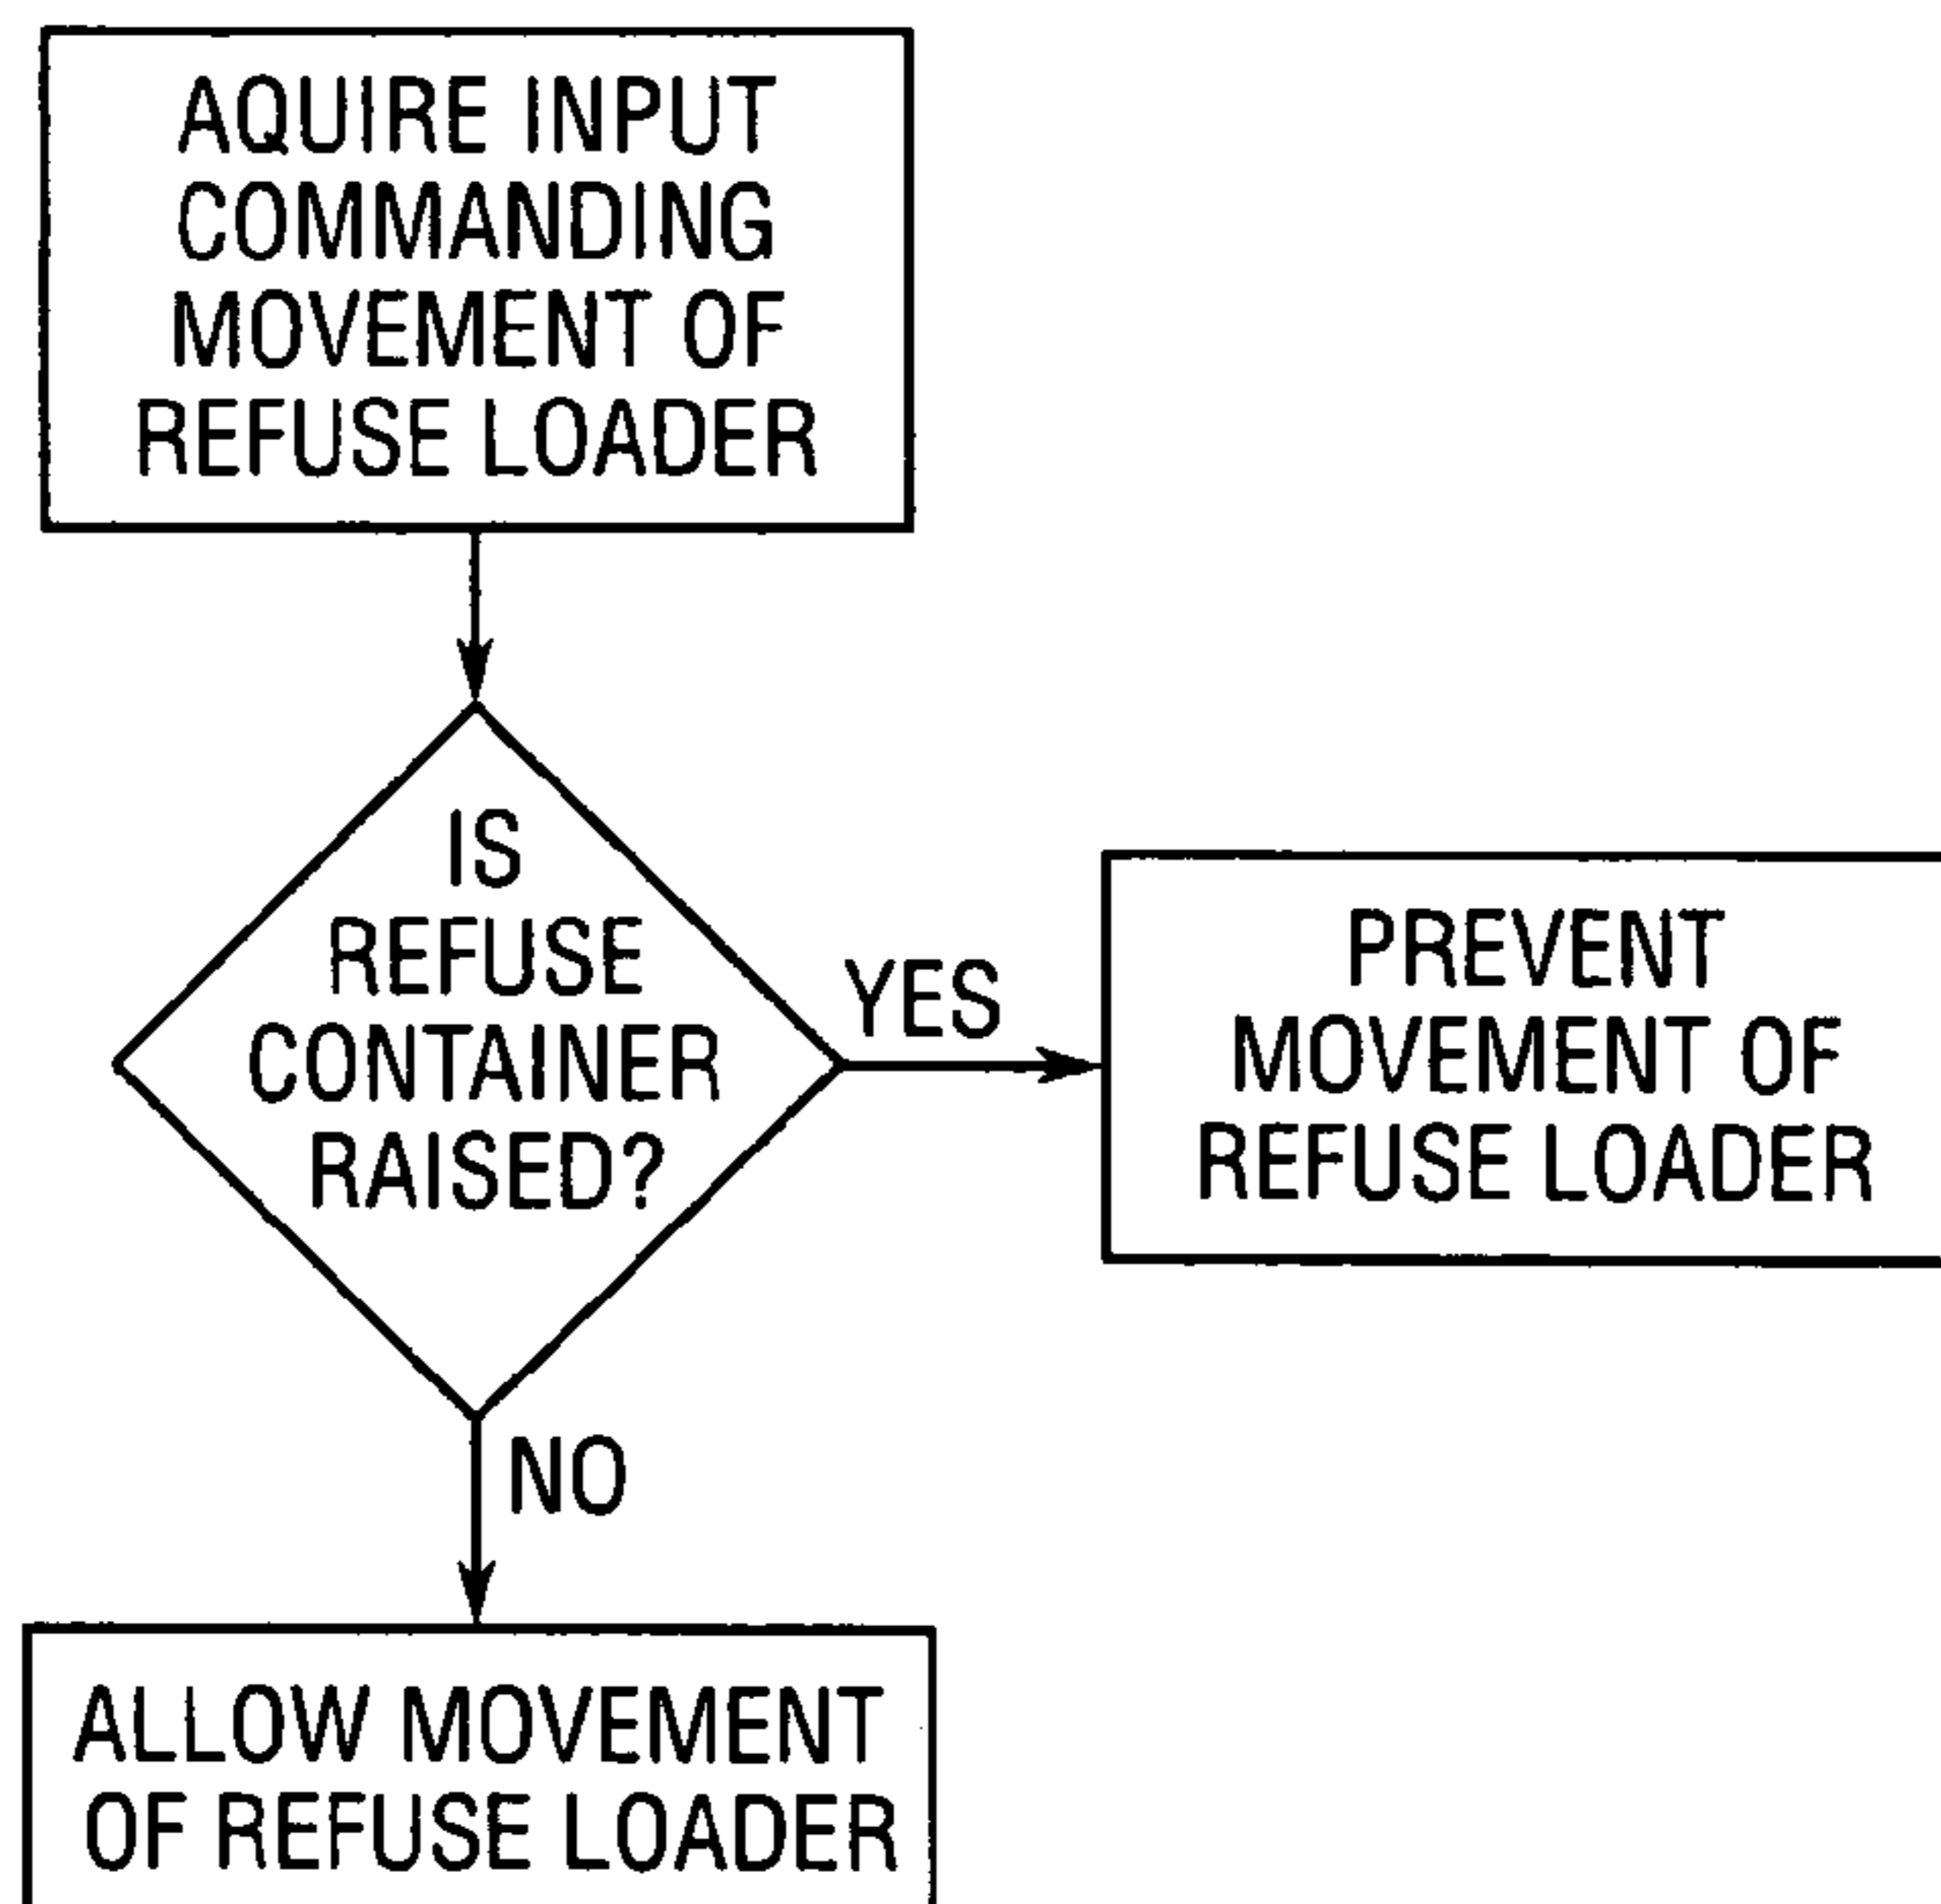 AQUIRE INPUT
COMMANDING
MOVEMENT OF
REFUSE LOADER
IS
REFUSE
CONTAINER
RAISED?
YES
PREVENT
MOVEMENT OF
REFUSE LOADER
NO
ALLOW MOVEMENT
OF REFUSE LOADER